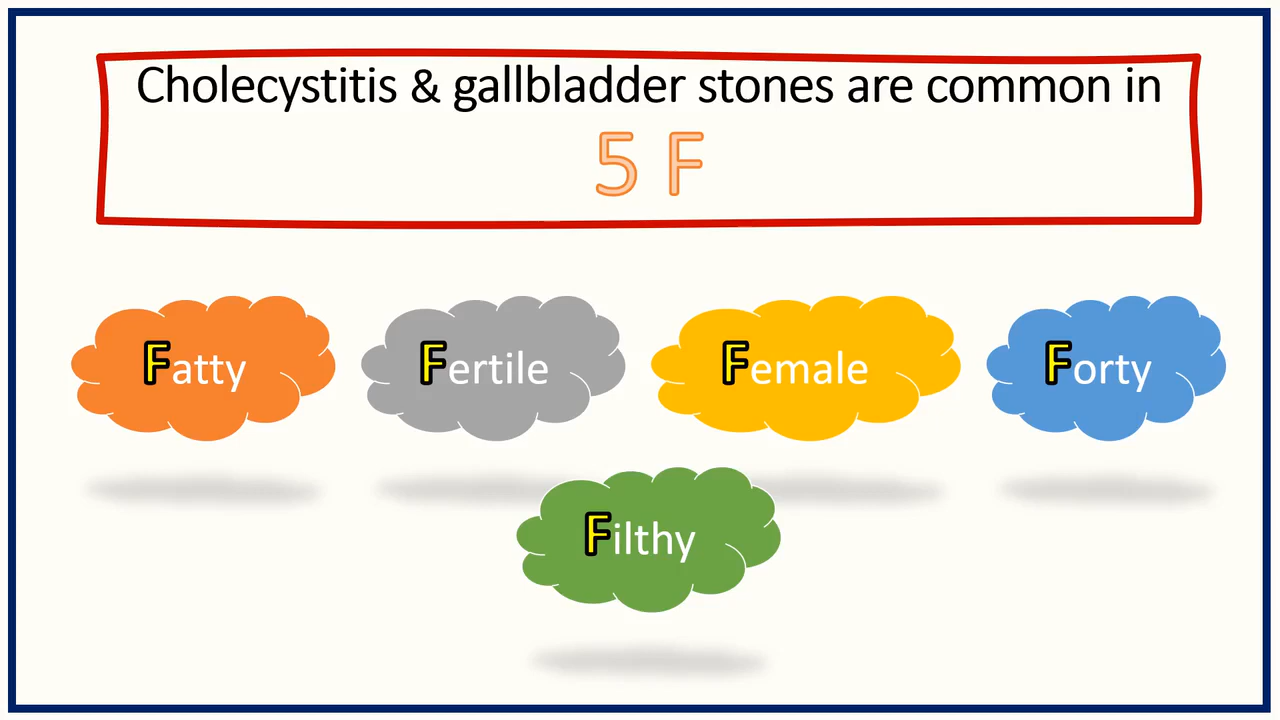 Cholecystitis & gallbladder stones are common in
5 F
Fatty
Fertile
Female
Forty
Filthy